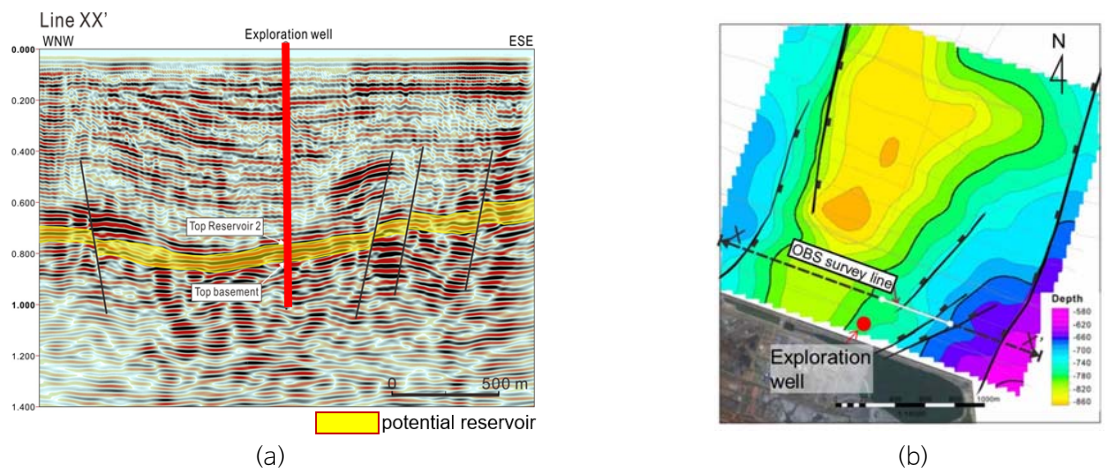 Line XX'
WNW
Exploration well
ESE
0.000
0.200
0.400
0.600
0.800
1.000
1.200
1.400
Top Reservoir 2
Top basement
0 500 m
potential reservoir
(a)
N
X
OBS survey line
X'
Exploration
well
Depth
-580
-620
-660
-700
-740
-780
-820
-860
1000m
(b)